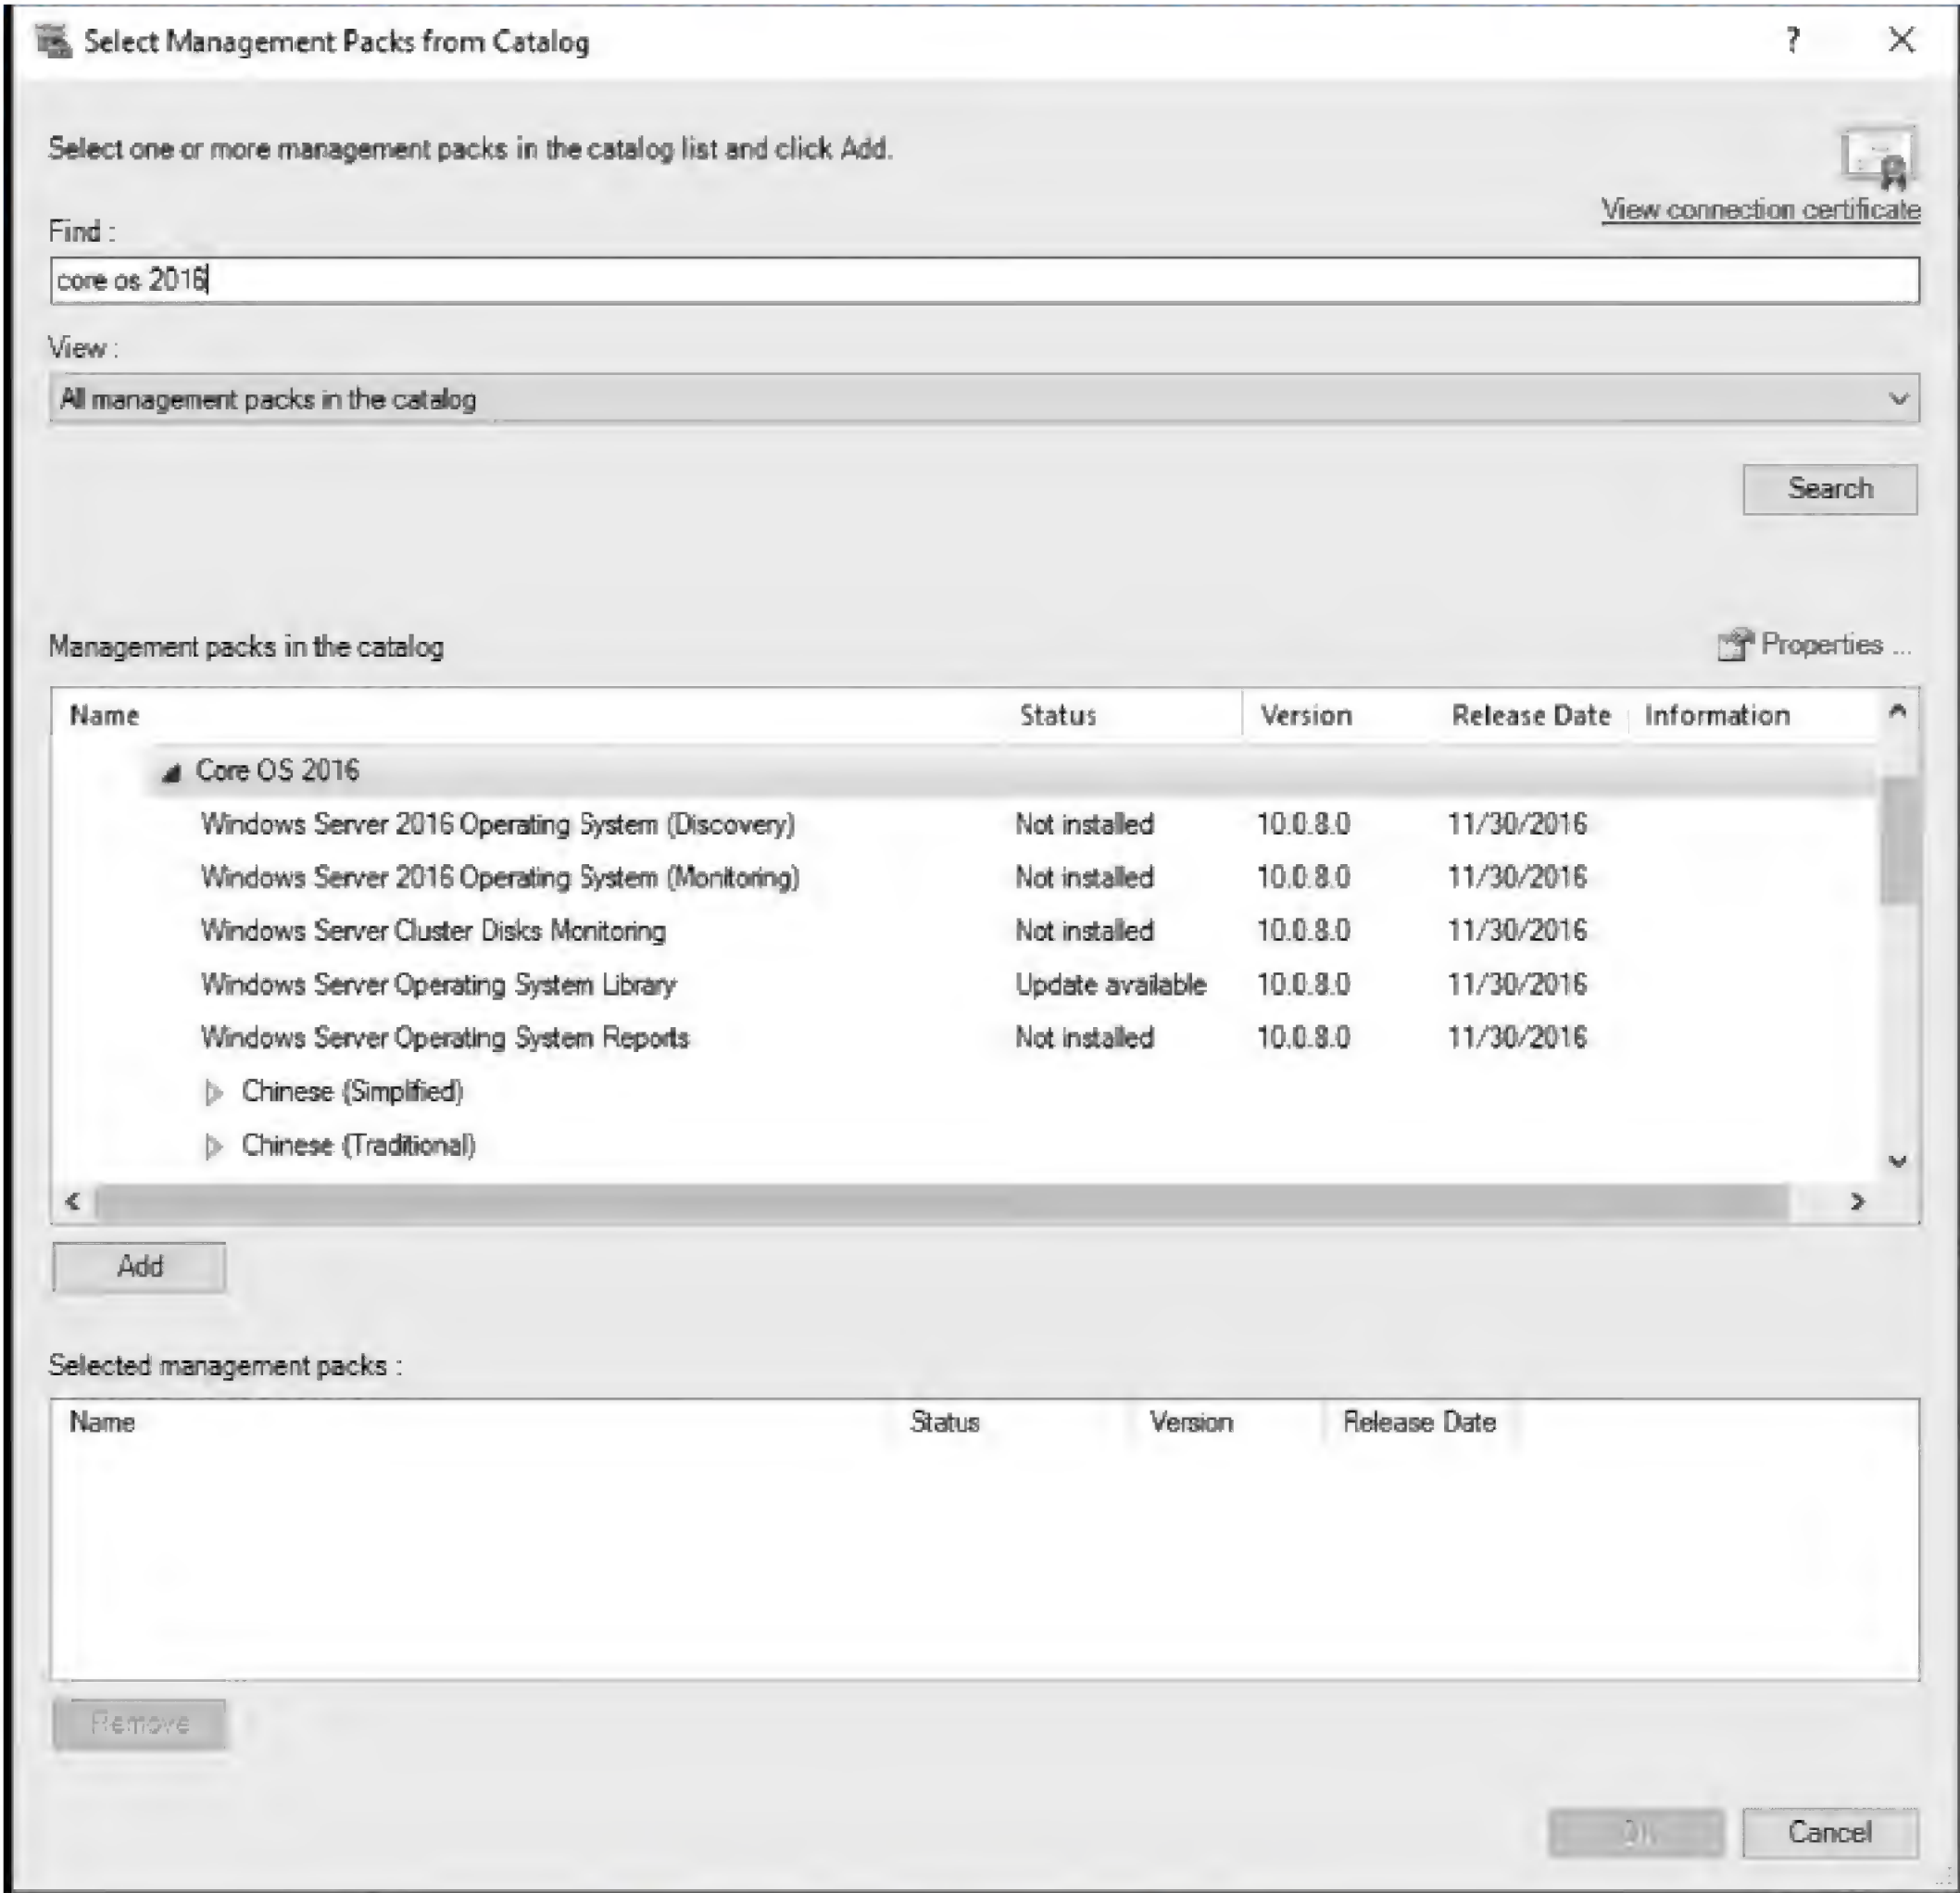 Select Management Packs from Catalog
?
Select one or more management packs in the catalog list and click Add.
View connection certificate
Find :
core os 2016
View :
All management packs in the catalog
Search
Management packs in the catalog
Properties ...
Name Status Version Release Date Information
Core OS 2016
Windows Server 2016 Operating System (Discovery) Not installed 10.0.8.0 11/30/2016
Windows Server 2016 Operating System (Monitoring) Not installed 10.0.8.0 11/30/2016
Windows Server Cluster Disks Monitoring Not installed 10.0.8.0 11/30/2016
Windows Server Operating System Library Update available 10.0.8.0 11/30/2016
Windows Server Operating System Reports Not installed 10.0.8.0 11/30/2016
Chinese (Simplified)
Chinese (Traditional)
Add
Selected management packs :
Name Status Version Release Date
Remove
OK Cancel